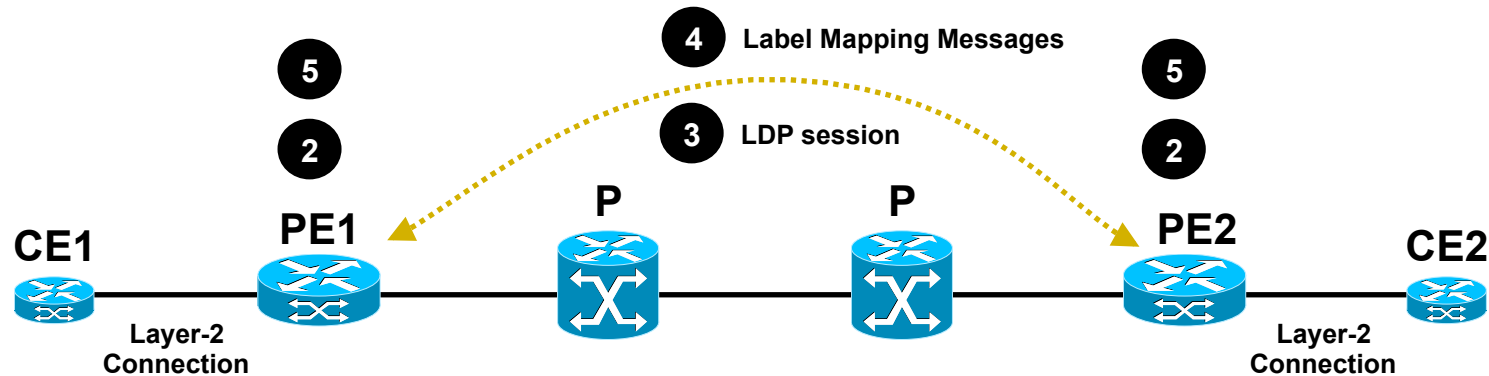 4 Label Mapping Messages
5
5
3 LDP session
2
2
P
P
PE1
PE2
CE1
CE2
Layer-2
Connection
Layer-2
Connection